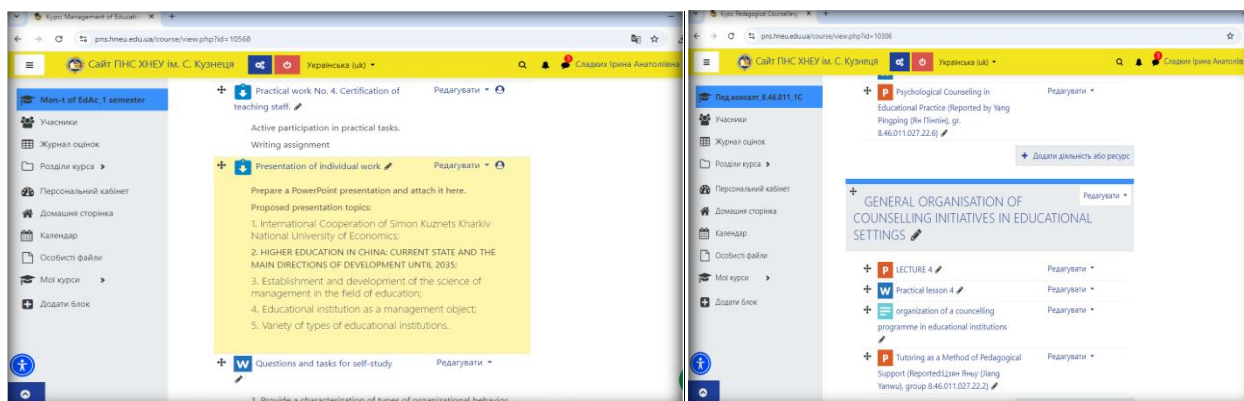 Курс: Management of Educati
pns.hneu.edu.ua/course/view.php?id=10568
Сайт ПНС ХНЕУ ім. С. Кузнеця
Українська (uk)
Сладких Ірина Анатоліївна
Man-t of EdAc_1 semester
Учасники
Журнал оцінок
Розділи курса
Персональний кабінет
Домашня сторінка
Календар
Особисті файли
Мої курси
Додати блок
Practical work No. 4. Certification of
teaching staff.
Редагувати
Active participation in practical tasks.
Writing assignment
Presentation of individual work
Редагувати
Prepare a PowerPoint presentation and attach it here.
Proposed presentation topics:
1. International Cooperation of Simon Kuznets Kharkiv
National University of Economics;
2. HIGHER EDUCATION IN CHINA: CURRENT STATE AND THE
MAIN DIRECTIONS OF DEVELOPMENT UNTIL 2035;
3. Establishment and development of the science of
management in the field of education;
4. Educational institution as a management object;
5. Variety of types of educational institutions.
W
Questions and tasks for self-study
Редагувати
1. Provide a characterization of types of organizational behavior
Курс: Pedagogical Counselling
pns.hneu.edu.ua/course/view.php?id=10306
Сайт ПНС ХНЕУ ім. С. Кузнеця
Українська (uk)
Сладких Ірина Анатоліїв
Пед.консалт_8.46.011_1С
Учасники
Журнал оцінок
Розділи курса
Персональний кабінет
Домашня сторінка
Календар
Особисті файли
Мої курси
Додати блок
P
Psychological Counseling in
Educational Practice (Reported by Yang
Pingping (Ян Пінпін), gr.
8.46.011.027.22.6)
Редагувати
Додати діяльність або ресурс
GENERAL ORGANISATION OF
COUNSELLING INITIATIVES IN EDUCATIONAL
SETTINGS
Редагувати
P
LECTURE 4
Редагувати
W
Practical lesson 4
Редагувати
organization of a councelling
programme in educational institutions
Редагувати
P
Tutoring as a Method of Pedagogical
Support (Reported:Цзян Яньу (Jiang
Yanwu), group 8.46.011.027.22.2)
Редагувати